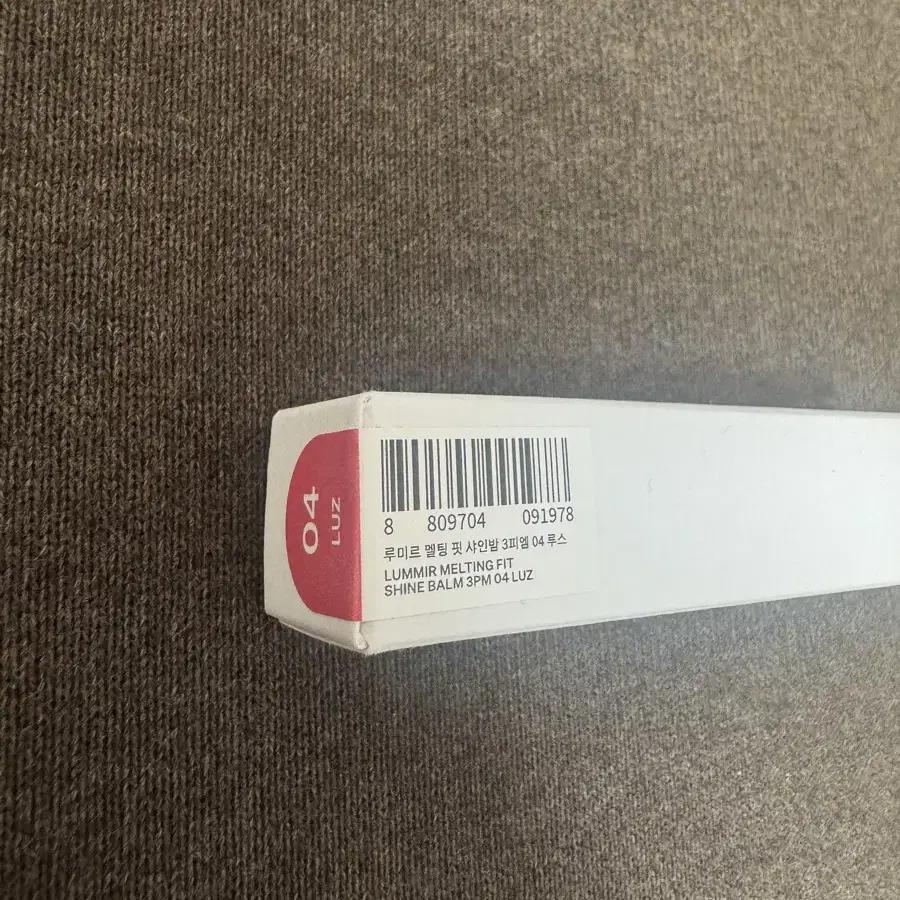 04
LUZ
8 809704 091978
루미르 멜팅 핏 샤인밤 3피엠 04 루스
LUMMIR MELTING FIT
SHINE BALM 3PM 04 LUZ